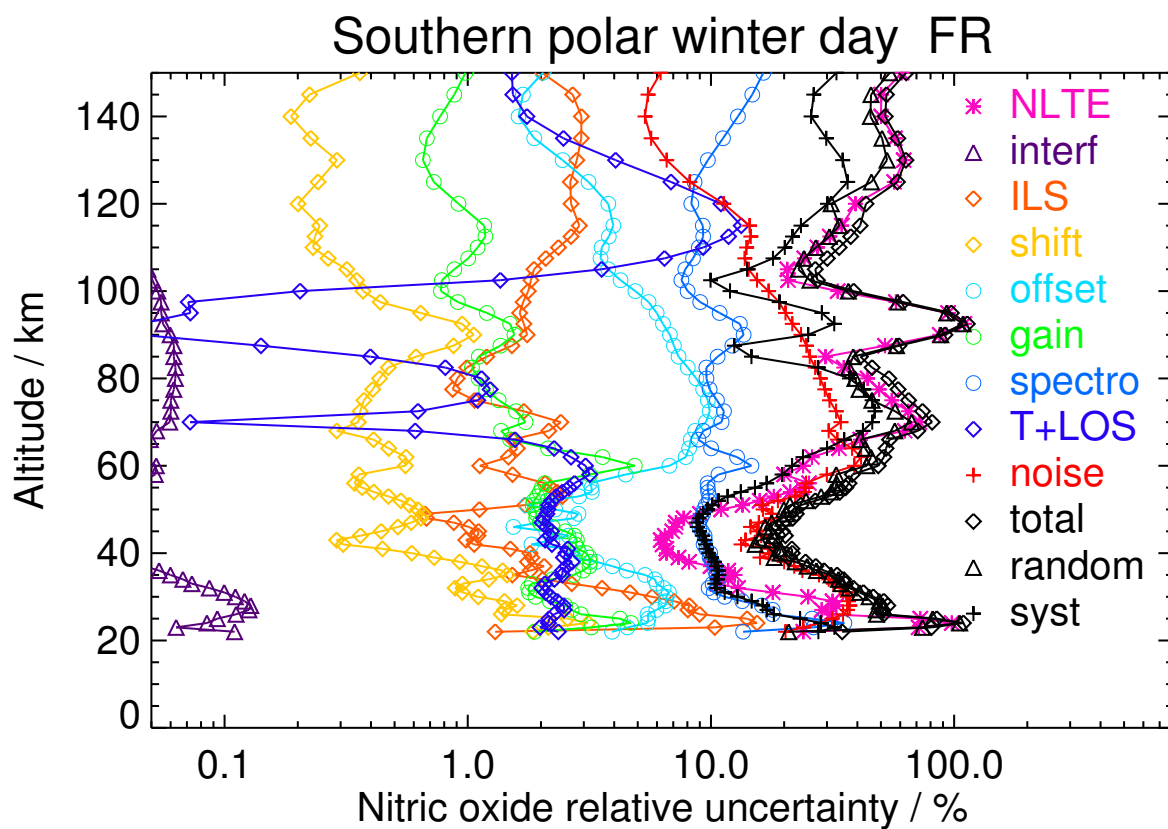 Southern polar winter day FR
Altitude / km
140
120
100
80
60
40
20
0
0.1
1.0
10.0
100.0
Nitric oxide relative uncertainty / %
NLTE
interf
ILS
shift
offset
gain
spectro
T+LOS
noise
total
random
syst